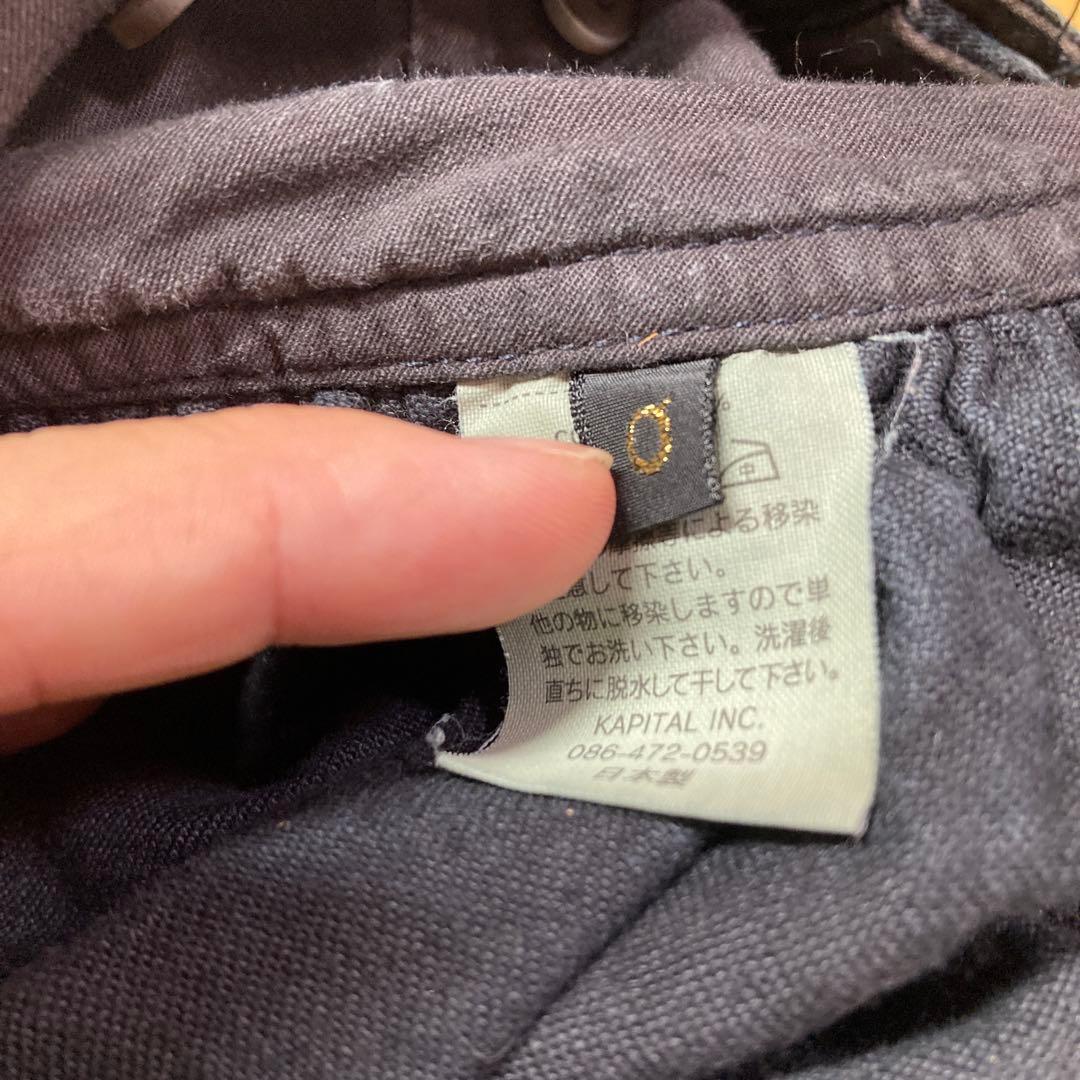 0
による移染
して下さい。
他の物に移染しますので単
独でお洗い下さい。洗濯後
直ちに脱水して干して下さい。
KAPITAL INC.
086-472-0539
日本製